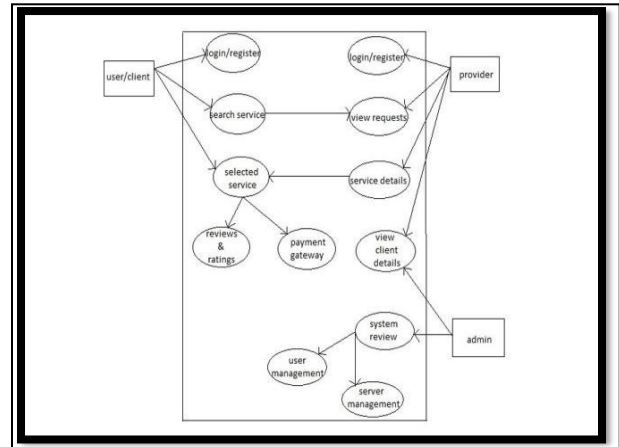 login/register
login/register
user/client
provider
search service
view requests
selected
service
service details
reviews
&
ratings
payment
gateway
view
client
details
system
review
admin
user
management
server
management